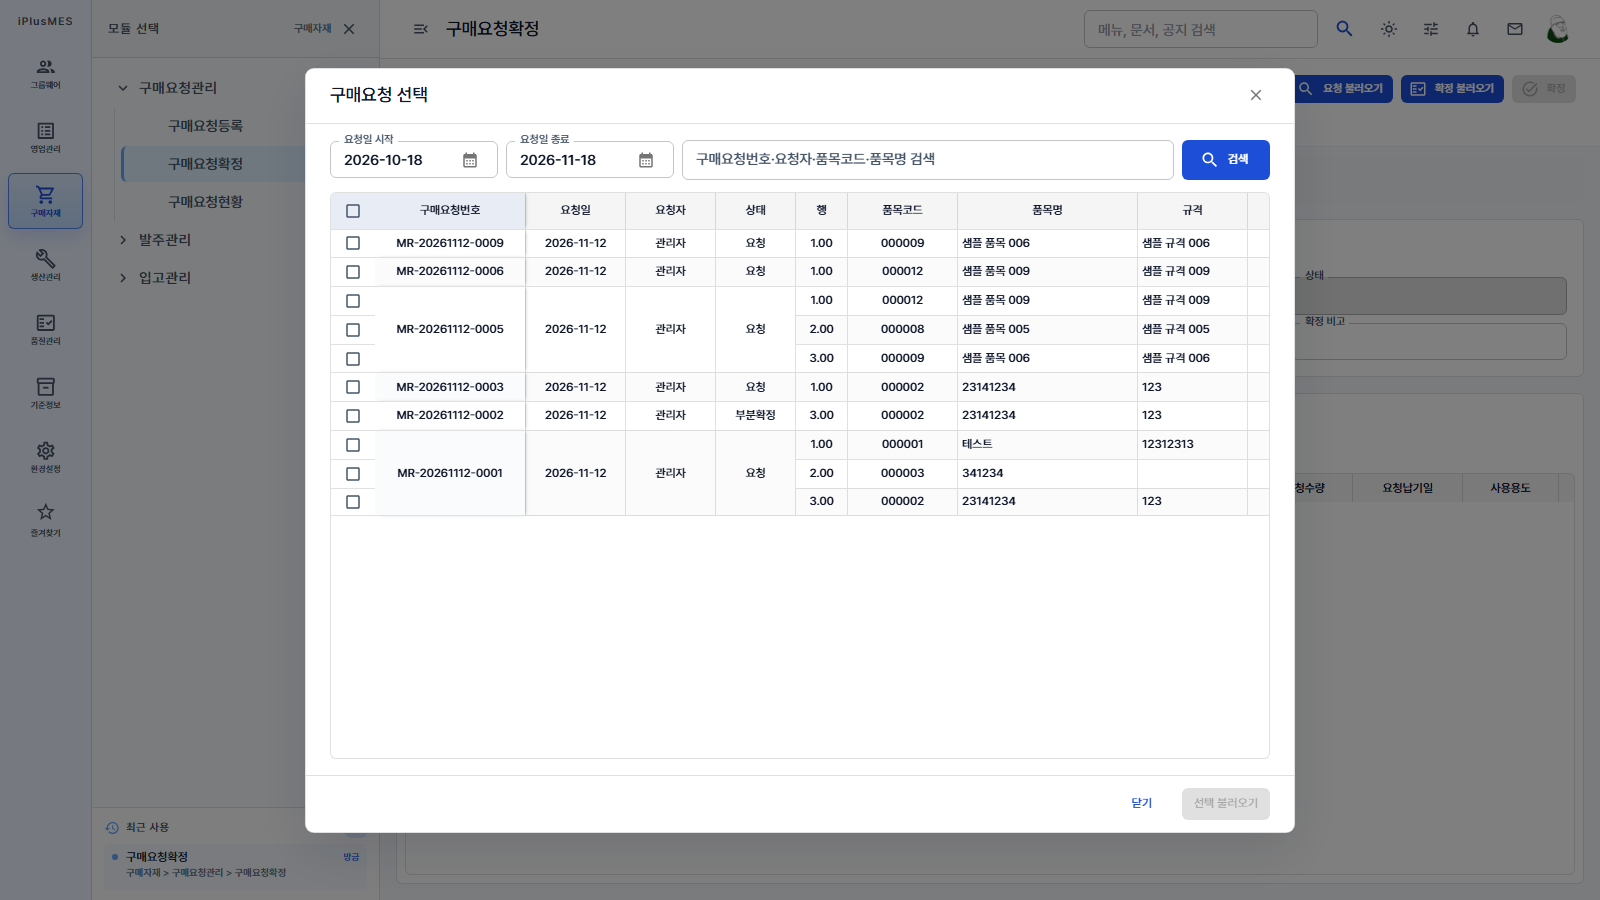 iPlusMES
모듈 선택
구매자재
구매요청확정
메뉴, 문서, 공지 검색
그룹웨어
영업관리
구매자재
생산관리
품질관리
기준정보
환경설정
즐겨찾기
구매요청관리
구매요청등록
구매요청확정
구매요청현황
발주관리
입고관리
최근 사용
구매요청확정
방금
구매자재 > 구매요청관리 > 구매요청확정
요청 불러오기
확정 불러오기
확정
상태
확정 비고
청수량
요청납기일
사용용도
구매요청 선택
요청일 시작
2026-10-18
요청일 종료
2026-11-18
구매요청번호·요청자·품목코드·품목명 검색
검색
구매요청번호 요청일 요청자 상태 행 품목코드 품목명 규격
MR-20261112-0009 2026-11-12 관리자 요청 1.00 000009 샘플 품목 006 샘플 규격 006
MR-20261112-0006 2026-11-12 관리자 요청 1.00 000012 샘플 품목 009 샘플 규격 009
1.00 000012 샘플 품목 009 샘플 규격 009
MR-20261112-0005 2026-11-12 관리자 요청 2.00 000008 샘플 품목 005 샘플 규격 005
3.00 000009 샘플 품목 006 샘플 규격 006
MR-20261112-0003 2026-11-12 관리자 요청 1.00 000002 23141234 123
MR-20261112-0002 2026-11-12 관리자 부분확정 3.00 000002 23141234 123
1.00 000001 테스트 12312313
MR-20261112-0001 2026-11-12 관리자 요청 2.00 000003 341234
3.00 000002 23141234 123
닫기
선택 불러오기